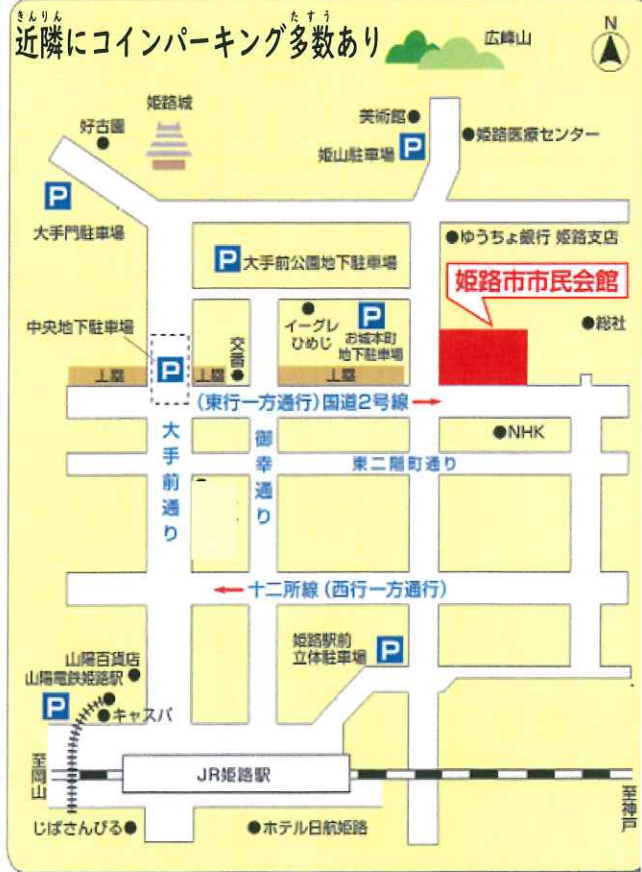 きんりん たすう
近隣にコインパーキング多数あり
広峰山
N
姫路城
好古園
美術館
姫路医療センター
P
姫山駐車場
P
大手門駐車場
ゆうちょ銀行 姫路支店
P
大手前公園地下駐車場
姫路市市民会館
中央地下駐車場
イーグレ
ひめじ
P
お城本町
地下駐車場
総社
交番
P
土塁
土塁
土塁
(東行一方通行)国道2号線→
大手前通り
御幸通り
NHK
東二階町通り
←十二所線(西行一方通行)
姫路駅前
立体駐車場
P
山陽百貨店
山陽電鉄姫路駅
P
キャスパ
至岡山
JR姫路駅
至神戸
じばさんびる
ホテル日航姫路